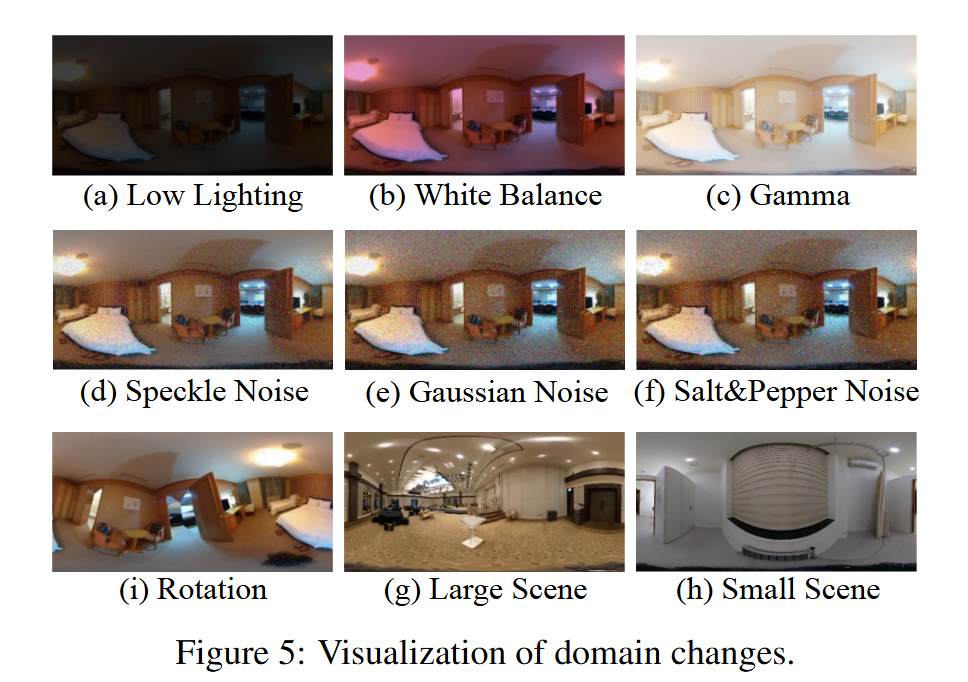 (a) Low Lighting
(b) White Balance
(c) Gamma
(d) Speckle Noise
(e) Gaussian Noise
(f) Salt&Pepper Noise
(i) Rotation
(g) Large Scene
(h) Small Scene
Figure 5: Visualization of domain changes.